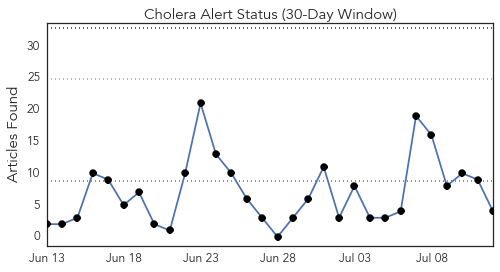 Cholera Alert Status (30-Day Window)
Articles Found
30
25
20
15
10
5
0
Jun 13 Jun 18 Jun 23 Jun 28 Jul 03 Jul 08